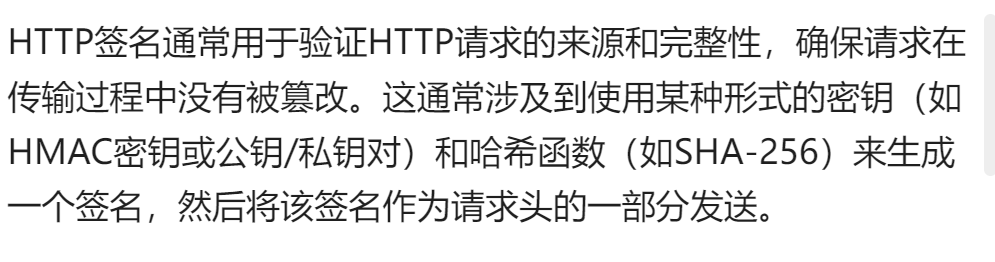 HTTP签名通常用于验证HTTP请求的来源和完整性，确保请求在
传输过程中没有被篡改。这通常涉及到使用某种形式的密钥（如
HMAC密钥或公钥/私钥对）和哈希函数（如SHA-256）来生成
一个签名，然后将该签名作为请求头的一部分发送。